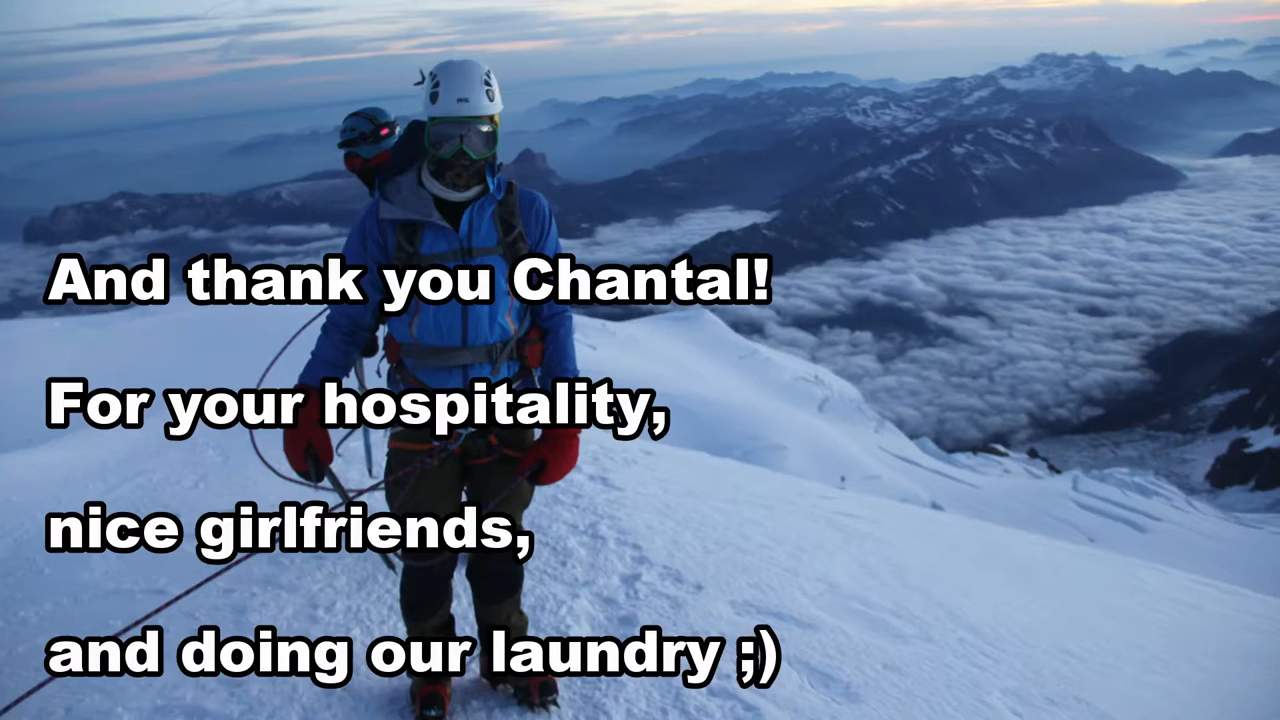 And thank you Chantal!
For your hospitality,
nice girlfriends,
and doing our laundry ;)